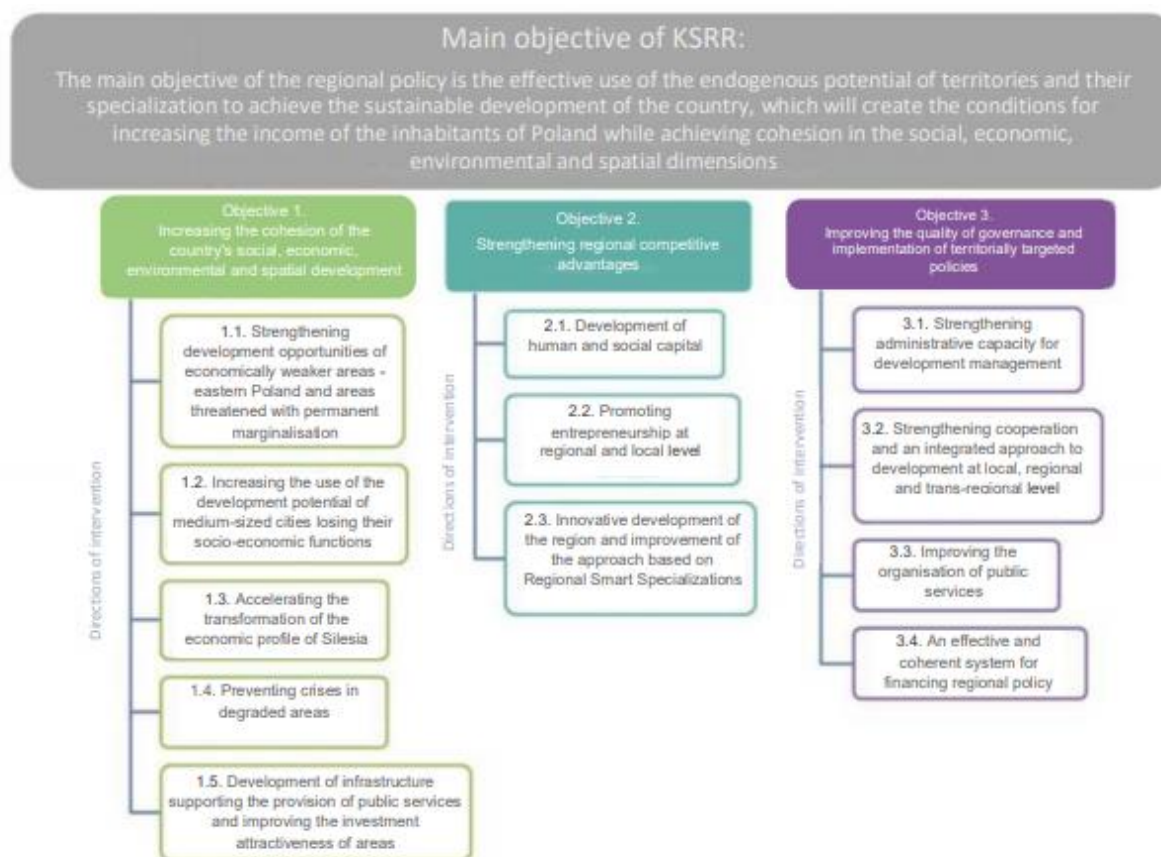 Main objective of KSRR:
The main objective of the regional policy is the effective use of the endogenous potential of territories and their
specialization to achieve the sustainable development of the country, which will create the conditions for
increasing the income of the inhabitants of Poland while achieving cohesion in the social, economic,
environmental and spatial dimensions
Objective 1.
Increasing the cohesion of the
country's social, economic,
environmental and spatial development
Directions of intervention
1.1. Strengthening
development opportunities of
economically weaker areas -
eastern Poland and areas
threatened with permanent
marginalisation
1.2. Increasing the use of the
development potential of
medium-sized cities losing their
socio-economic functions
1.3. Accelerating the
transformation of the
economic profile of Silesia
1.4. Preventing crises in
degraded areas
1.5. Development of infrastructure
supporting the provision of public services
and improving the investment
attractiveness of areas
Objective 2.
Strengthening regional competitive
advantages
Directions of intervention
2.1. Development of
human and social capital
2.2. Promoting
entrepreneurship at
regional and local level
2.3. Innovative development of
the region and improvement of
the approach based on
Regional Smart Specializations
Objective 3.
Improving the quality of governance and
implementation of territorially targeted
policies
Directions of intervention
3.1. Strengthening
administrative capacity for
development management
3.2. Strengthening cooperation
and an integrated approach to
development at local, regional
and trans-regional level
3.3. Improving the
organisation of public
services
3.4. An effective and
coherent system for
financing regional policy